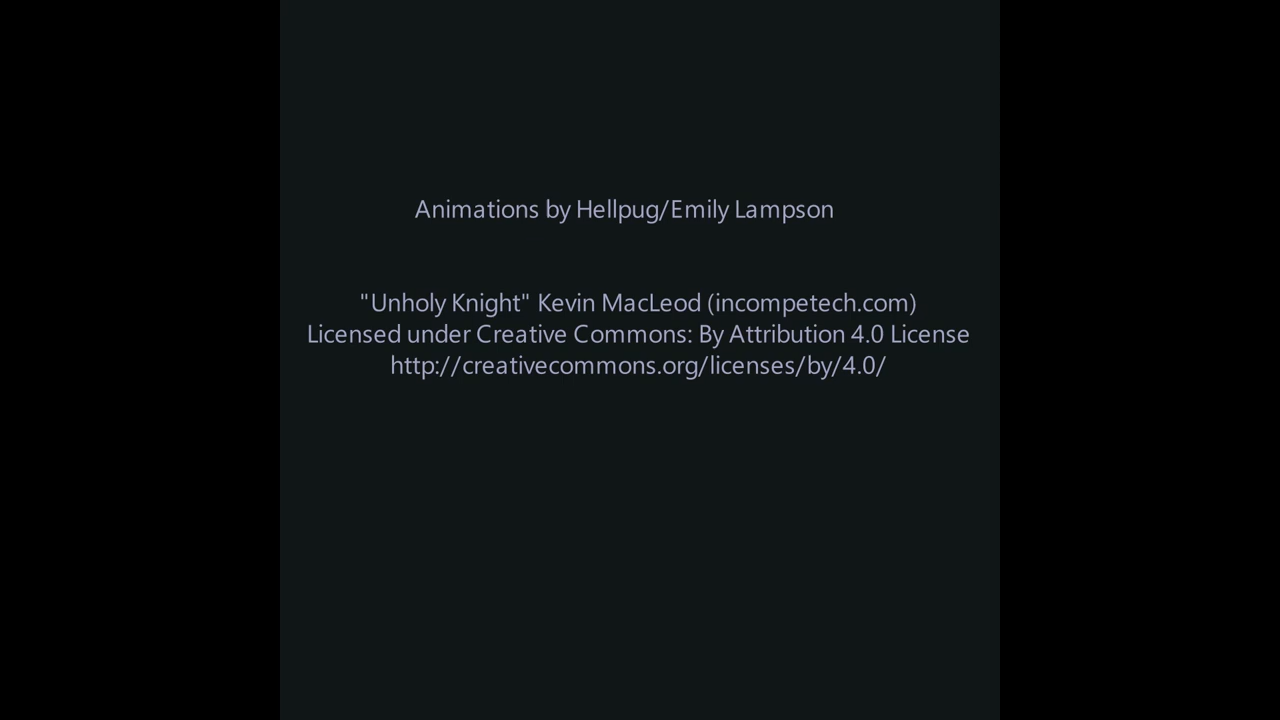 Animations by Hellpug/Emily Lampson
"Unholy Knight" Kevin MacLeod (incompetech.com)
Licensed under Creative Commons: By Attribution 4.0 License
http://creativecommons.org/licenses/by/4.0/